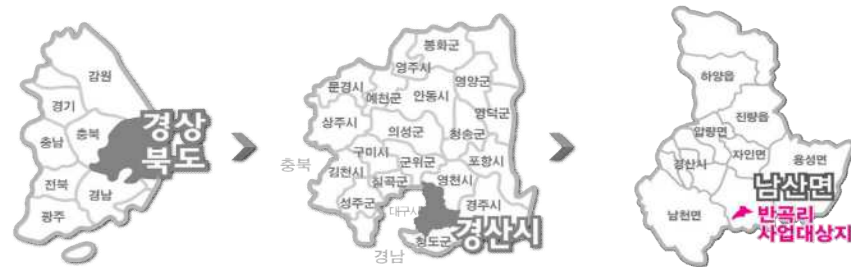 강원
경기
충남
충북
경상
북도
전북
경남
광주
봉화군
영주시
문경시
예천군
안동시
영양군
상주시
의성군
청송군
영덕군
구미시
군위군
포항시
충북
김천시
칠곡군
영천시
성주군
대구시
경주시
경산시
청도군
경남
하양읍
진량읍
압량면
경산시
자인면
용성면
남산면
남천면
반곡리
사업대상지